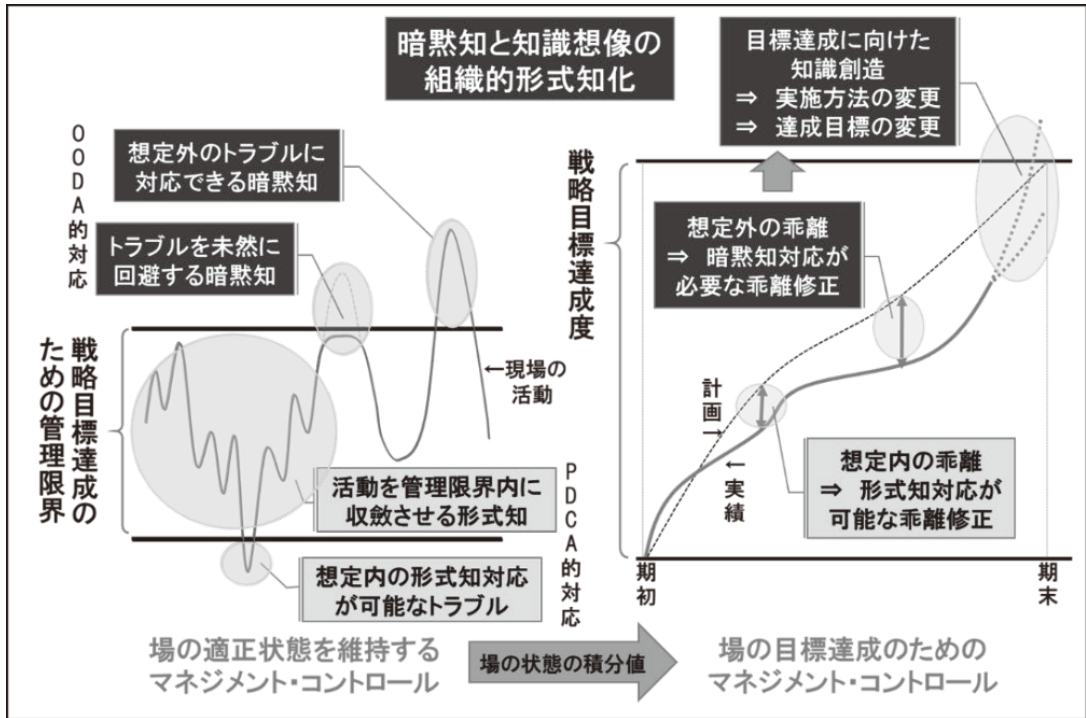 暗黙知と知識想像の
組織的形式知化
目標達成に向けた
知識創造
⇒ 実施方法の変更
⇒ 達成目標の変更
OODA的対応
想定外のトラブルに
対応できる暗黙知
トラブルを未然に
回避する暗黙知
戦略目標達成の
ための管理限界
←現場の
活動
活動を管理限界内に
収斂させる形式知
想定内の形式知対応
が可能なトラブル
PDCA的対応
戦略目標達成度
想定外の乖離
⇒ 暗黙知対応が
必要な乖離修正
計画→
←実績
想定内の乖離
⇒ 形式知対応が
可能な乖離修正
期初
期末
場の適正状態を維持する
マネジメント・コントロール
場の状態の積分値
場の目標達成のための
マネジメント・コントロール